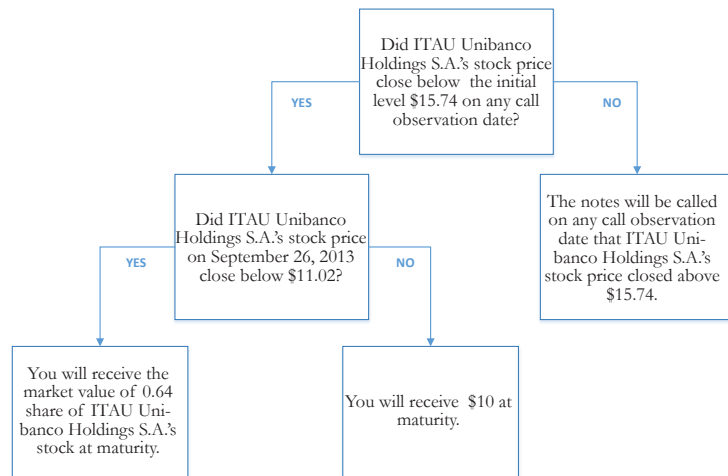 Did ITAU Unibanco
Holdings S.A.'s stock price
close below the initial
level $15.74 on any call
observation date?
YES
NO
Did ITAU Unibanco
Holdings S.A.'s stock price
on September 26, 2013
close below $11.02?
The notes will be called
on any call observation
date that ITAU Uni-
banco Holdings S.A.'s
stock price closed above
$15.74.
YES
NO
You will receive the
market value of 0.64
share of ITAU Uni-
banco Holdings S.A.'s
stock at maturity.
You will receive $10 at
maturity.